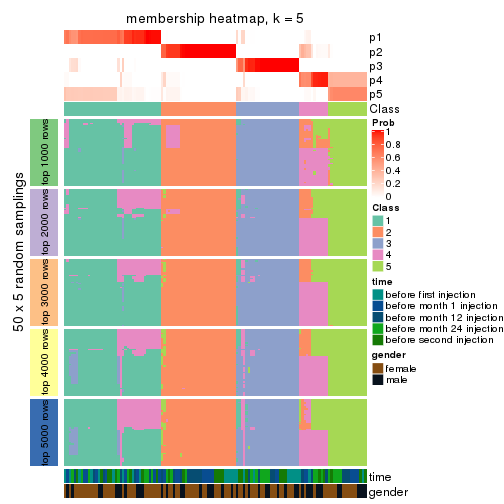 membership heatmap, k = 5
p1
p2
p3
p4
p5
Class
50 x 5 random samplings
top 1000 rows
top 2000 rows
top 3000 rows
top 4000 rows
top 5000 rows
Prob
1
0.8
0.6
0.4
0.2
0
Class
1
2
3
4
5
time
before first injection
before month 1 injection
before month 12 injection
before month 24 injection
before second injection
gender
female
male
time
gender